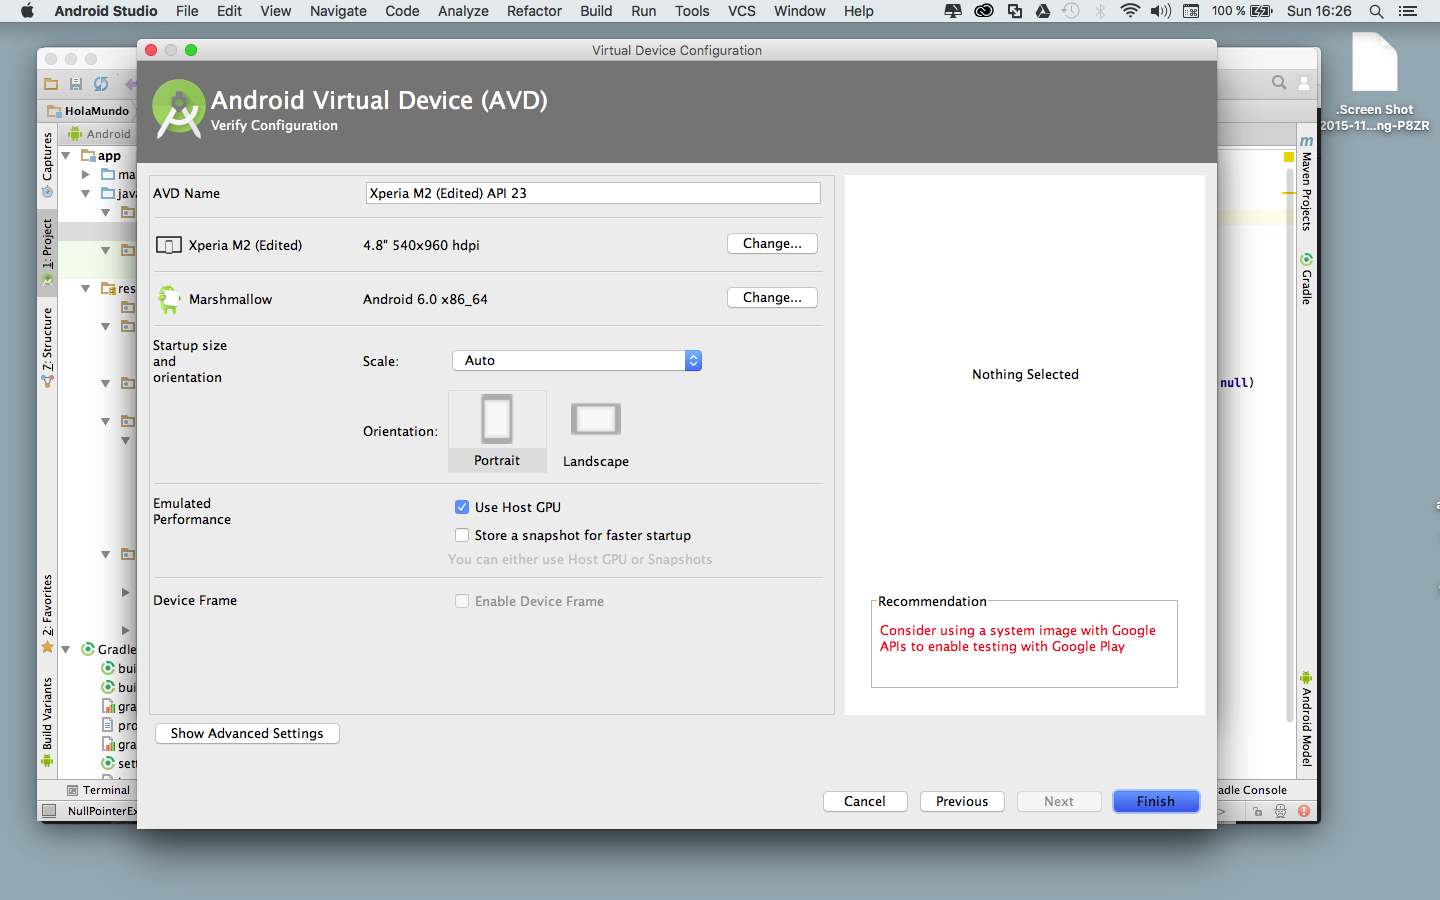 Android Studio File Edit View Navigate Code Analyze Refactor Build Run Tools VCS Window Help 100 % Sun 16:26
Virtual Device Configuration
Android Virtual Device (AVD)
Verify Configuration
AVD Name Xperia M2 (Edited) API 23
Xperia M2 (Edited) 4.8" 540x960 hdpi Change...
Marshmallow Android 6.0 x86_64 Change...
Startup size
and
orientation
Scale: Auto
Orientation:
Portrait Landscape
Emulated
Performance
Use Host GPU
Store a snapshot for faster startup
You can either use Host GPU or Snapshots
Device Frame Enable Device Frame
Nothing Selected
Recommendation
Consider using a system image with Google
APIs to enable testing with Google Play
Show Advanced Settings
Cancel Previous Next Finish
HolaMundo
Android
app
ma
java
res
Gradle
bui
bui
gra
pro
gra
sett
Terminal
NullPointerEx
Captures
1: Project
7: Structure
2: Favorites
Build Variants
null)
m
Maven Projects
Gradle
Android Model
adle Console
.Screen Shot
2015-11...ng-P8ZR